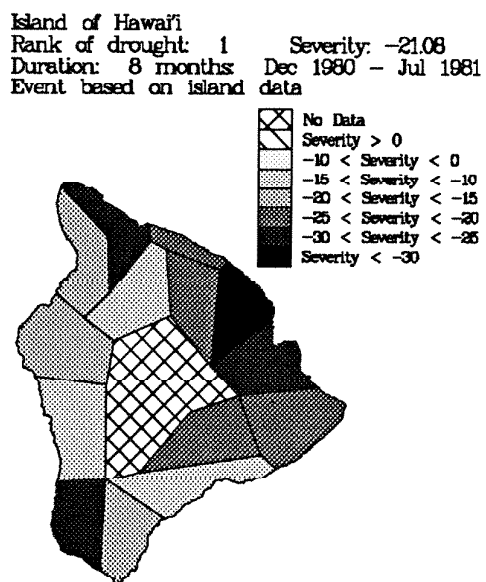 Island of Hawai'i
Rank of drought: 1 Severity: -21.08
Duration: 8 months: Dec 1980 - Jul 1981
Event based on island data
No Data
Severity > 0
-10 < Severity < 0
-15 < Severity < -10
-20 < Severity < -15
-25 < Severity < -20
-30 < Severity < -25
Severity < -30